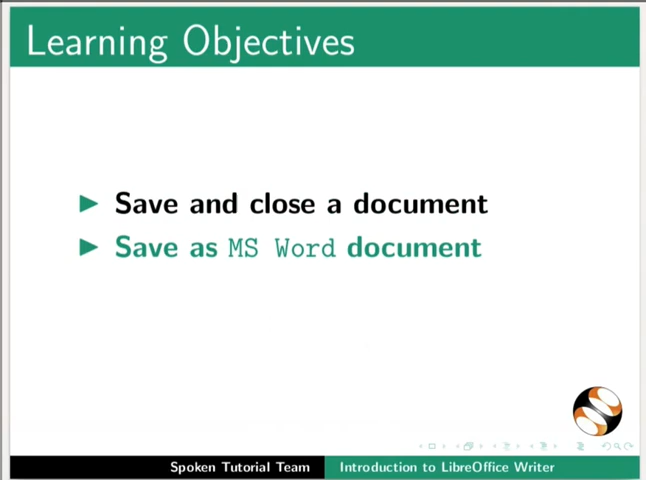 Learning Objectives
Save and close a document
Save as MS Word document
Spoken Tutorial Team
Introduction to LibreOffice Writer